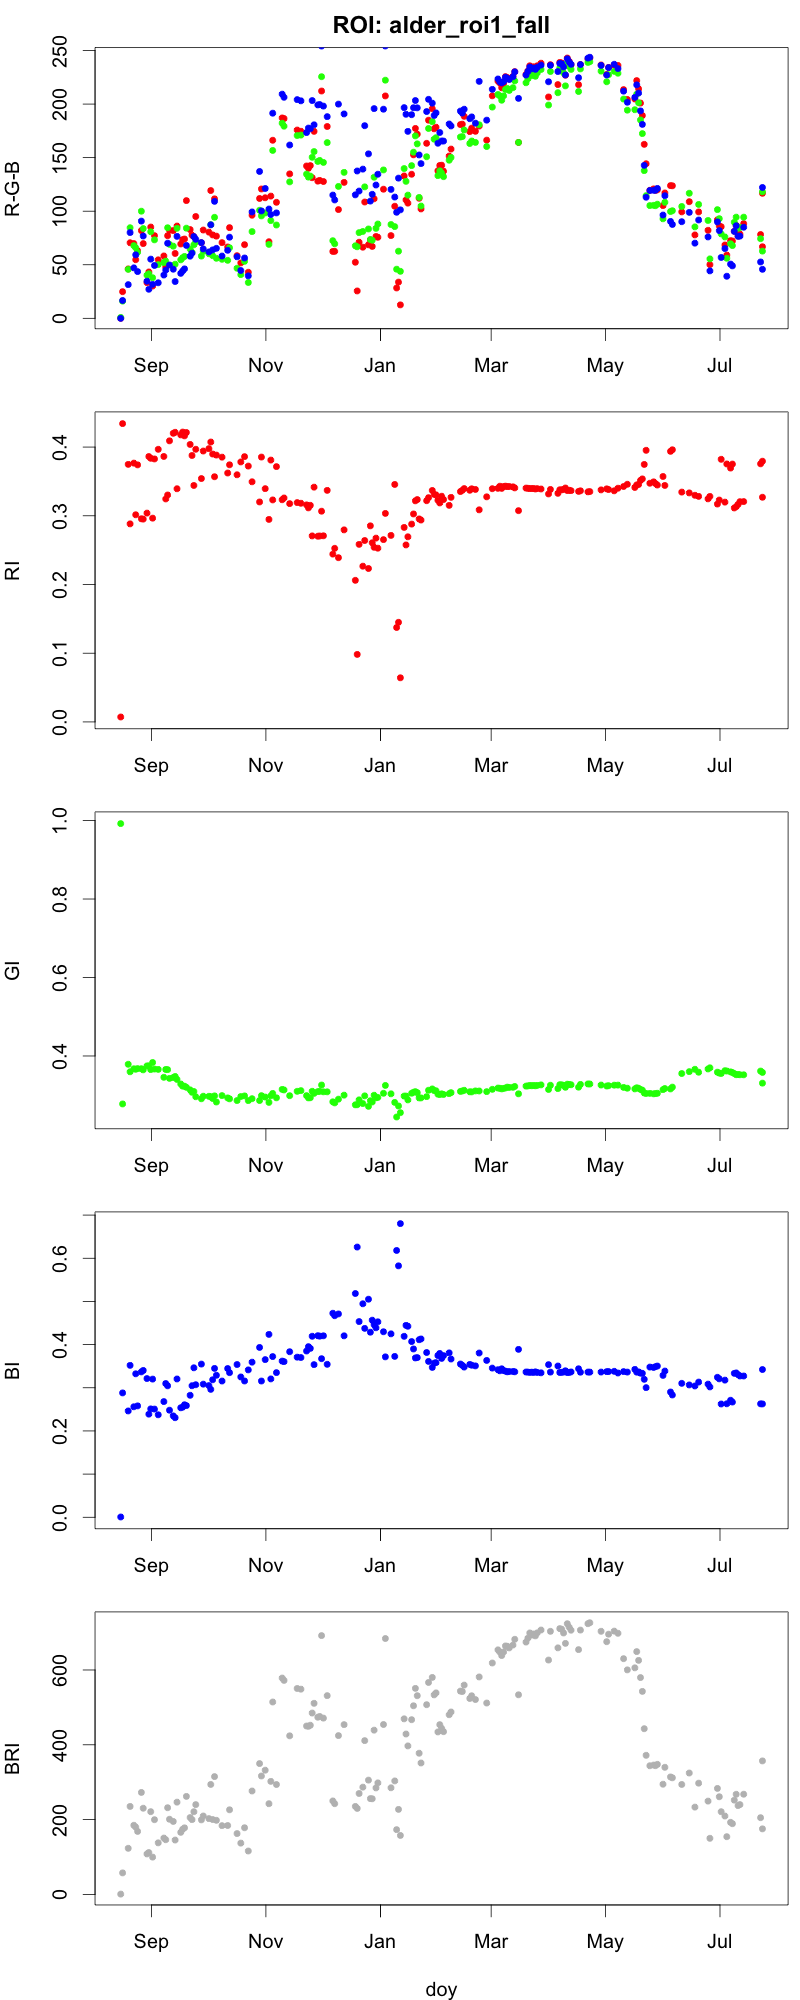 ROI: alder_roi1_fall
R-G-B
250
200
150
100
50
0
Sep Nov Jan Mar May Jul
RI
0.4
0.3
0.2
0.1
0.0
Sep Nov Jan Mar May Jul
GI
1.0
0.8
0.6
0.4
Sep Nov Jan Mar May Jul
BI
0.6
0.4
0.2
0.0
Sep Nov Jan Mar May Jul
BRI
600
400
200
0
Sep Nov Jan Mar May Jul
doy